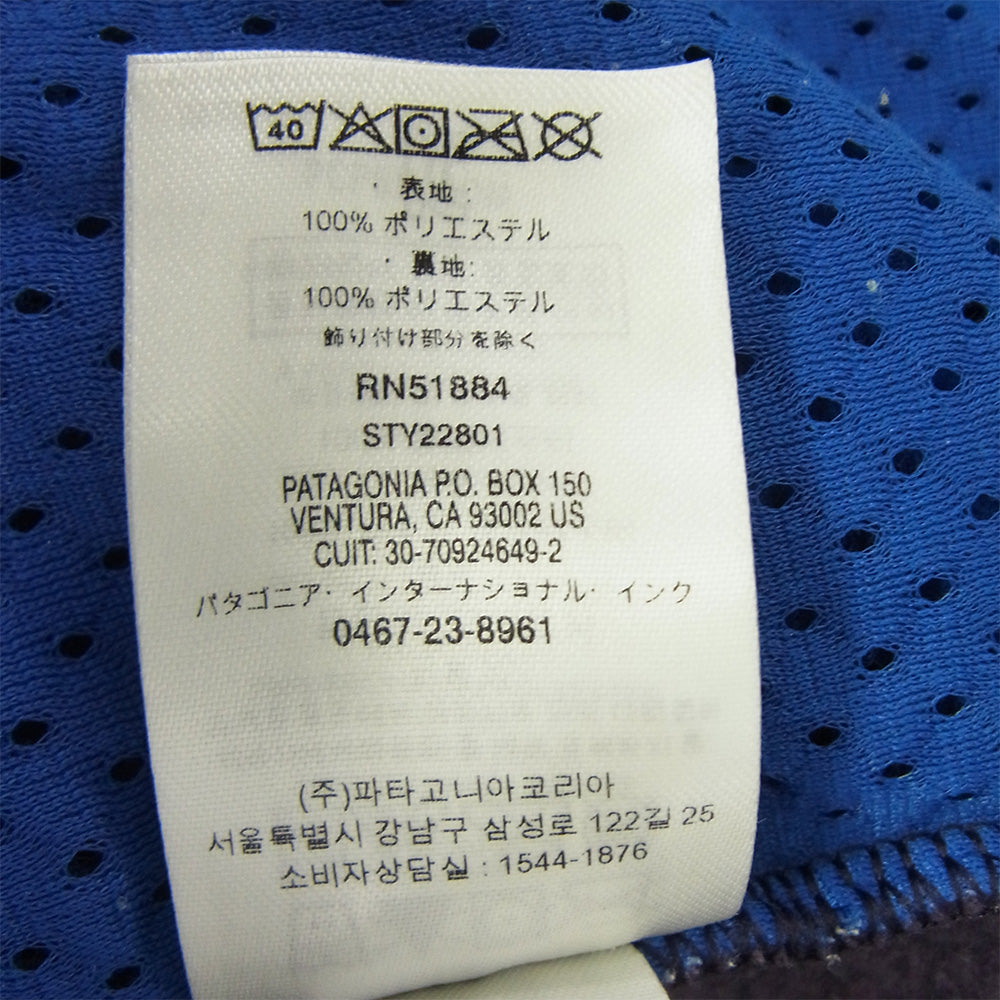 40
· 表地 :
100% ポリエステル
· 裏地:
100% ポリエステル
飾り付け部分を除く
RN51884
STY22801
PATAGONIA P.O. BOX 150
VENTURA, CA 93002 US
CUIT: 30-70924649-2
パタゴニア・インターナショナル・インク
0467-23-8961
(주)파타고니아코리아
서울특별시 강남구 삼성로 122길 25
소비자상담실 : 1544-1876